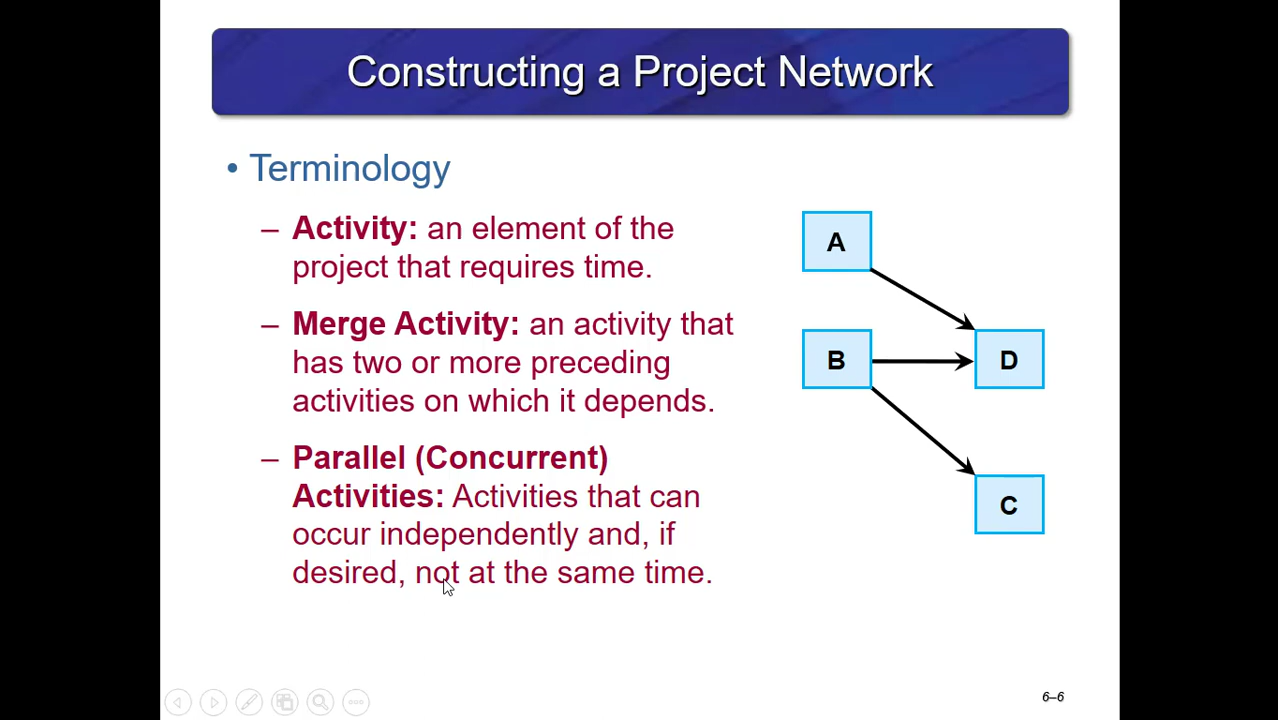 Constructing a Project Network
• Terminology
– Activity: an element of the
project that requires time.
– Merge Activity: an activity that
has two or more preceding
activities on which it depends.
– Parallel (Concurrent)
Activities: Activities that can
occur independently and, if
desired, not at the same time.
A
B
D
C
6–6